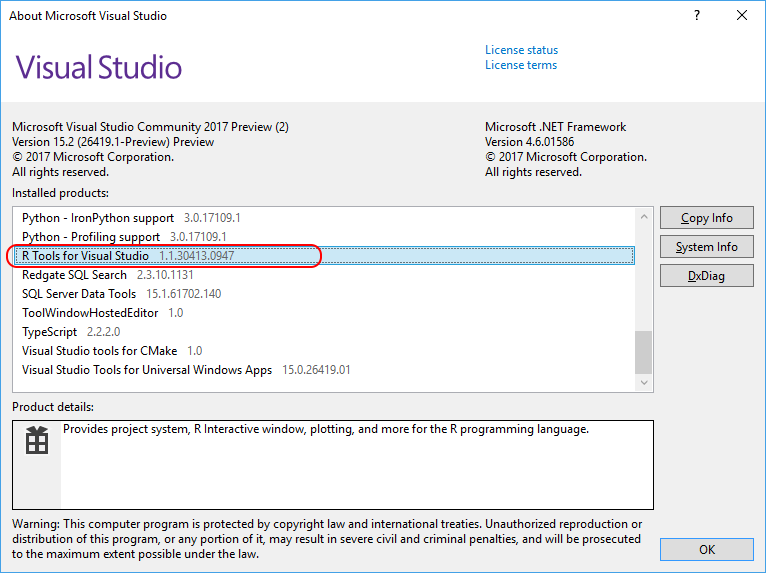 About Microsoft Visual Studio
?
Visual Studio
License status
License terms
Microsoft Visual Studio Community 2017 Preview (2)
Version 15.2 (26419.1-Preview) Preview
© 2017 Microsoft Corporation.
All rights reserved.
Microsoft .NET Framework
Version 4.6.01586
© 2017 Microsoft Corporation.
All rights reserved.
Installed products:
Python - IronPython support 3.0.17109.1
Python - Profiling support 3.0.17109.1
R Tools for Visual Studio 1.1.30413.0947
Redgate SQL Search 2.3.10.1131
SQL Server Data Tools 15.1.61702.140
ToolWindowHostedEditor 1.0
TypeScript 2.2.2.0
Visual Studio tools for CMake 1.0
Visual Studio Tools for Universal Windows Apps 15.0.26419.01
Copy Info
System Info
DxDiag
Product details:
Provides project system, R Interactive window, plotting, and more for the R programming language.
Warning: This computer program is protected by copyright law and international treaties. Unauthorized reproduction or
distribution of this program, or any portion of it, may result in severe civil and criminal penalties, and will be prosecuted
to the maximum extent possible under the law.
OK